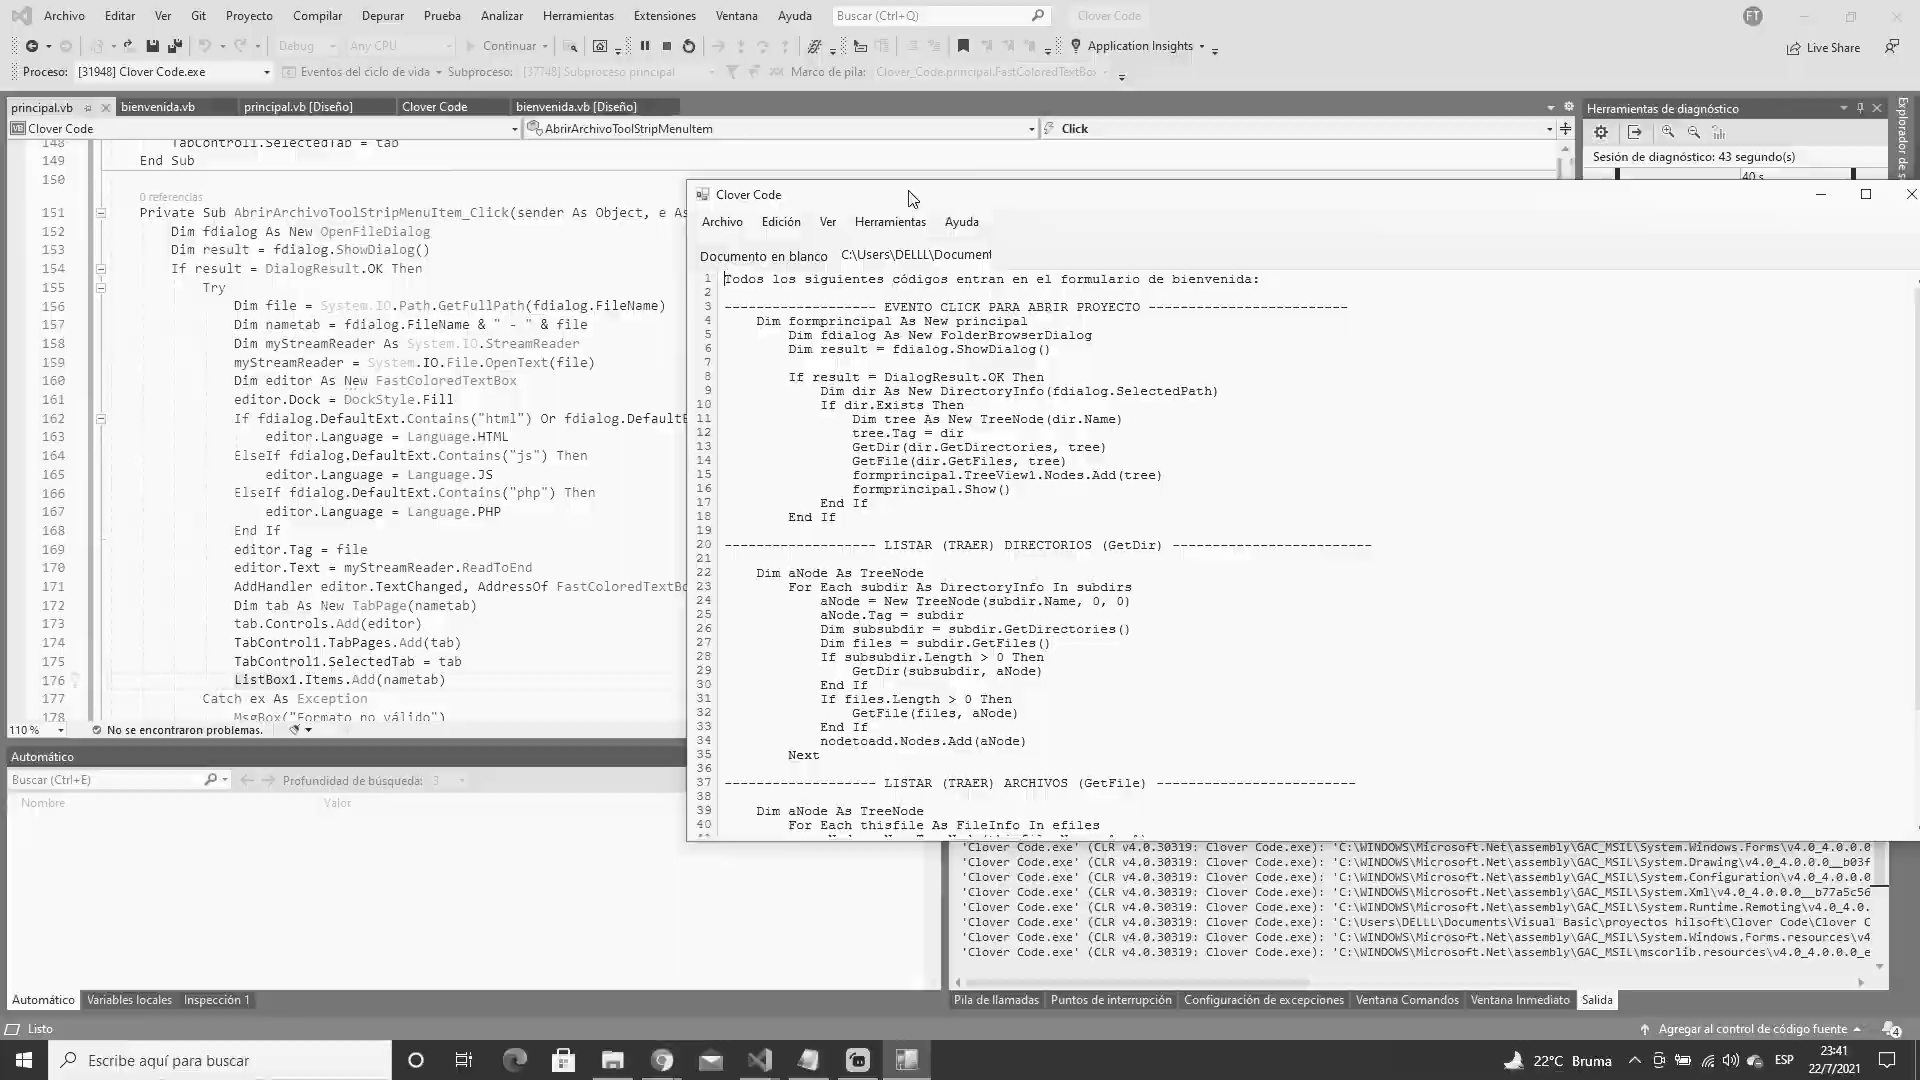 Archivo Editar Ver Git Proyecto Compilar Depurar Prueba Analizar Herramientas Extensiones Ventana Ayuda Buscar (Ctrl+Q) Clover Code FT
Debug Any CPU Continuar Application Insights Live Share
Proceso: [31948] Clover Code.exe Eventos del ciclo de vida Subproceso: [37748] Subproceso principal Marco de pila: Clover_Code.principal.FastColoredTextBox
principal.vb bienvenida.vb principal.vb [Diseño] Clover Code bienvenida.vb [Diseño]
Clover Code AbrirArchivoToolStripMenuItem Click
148 TabControl1.SelectedTab = tab
149 End Sub
150
0 referencias
151 Private Sub AbrirArchivoToolStripMenuItem_Click(sender As Object, e As
152 Dim fdialog As New OpenFileDialog
153 Dim result = fdialog.ShowDialog()
154 If result = DialogResult.OK Then
155 Try
156 Dim file = System.IO.Path.GetFullPath(fdialog.FileName)
157 Dim nametab = fdialog.FileName & " - " & file
158 Dim myStreamReader As System.IO.StreamReader
159 myStreamReader = System.IO.File.OpenText(file)
160 Dim editor As New FastColoredTextBox
161 editor.Dock = DockStyle.Fill
162 If fdialog.DefaultExt.Contains("html") Or fdialog.DefaultE
163 editor.Language = Language.HTML
164 ElseIf fdialog.DefaultExt.Contains("js") Then
165 editor.Language = Language.JS
166 ElseIf fdialog.DefaultExt.Contains("php") Then
167 editor.Language = Language.PHP
168 End If
169 editor.Tag = file
170 editor.Text = myStreamReader.ReadToEnd
171 AddHandler editor.TextChanged, AddressOf FastColoredTextBo
172 Dim tab As New TabPage(nametab)
173 tab.Controls.Add(editor)
174 TabControl1.TabPages.Add(tab)
175 TabControl1.SelectedTab = tab
176 ListBox1.Items.Add(nametab)
177 Catch ex As Exception
178 MsgBox("Formato no válido")
110 % No se encontraron problemas.
Herramientas de diagnóstico
Sesión de diagnóstico: 43 segundo(s)
40 s
Explorador de s
Clover Code
Archivo Edición Ver Herramientas Ayuda
Documento en blanco C:\Users\DELLL\Document
1 Todos los siguientes códigos entran en el formulario de bienvenida:
2
3 ------------------- EVENTO CLICK PARA ABRIR PROYECTO -------------------------
4 Dim formprincipal As New principal
5 Dim fdialog As New FolderBrowserDialog
6 Dim result = fdialog.ShowDialog()
7
8 If result = DialogResult.OK Then
9 Dim dir As New DirectoryInfo(fdialog.SelectedPath)
10 If dir.Exists Then
11 Dim tree As New TreeNode(dir.Name)
12 tree.Tag = dir
13 GetDir(dir.GetDirectories, tree)
14 GetFile(dir.GetFiles, tree)
15 formprincipal.TreeView1.Nodes.Add(tree)
16 formprincipal.Show()
17 End If
18 End If
19
20 ------------------- LISTAR (TRAER) DIRECTORIOS (GetDir) -------------------------
21
22 Dim aNode As TreeNode
23 For Each subdir As DirectoryInfo In subdirs
24 aNode = New TreeNode(subdir.Name, 0, 0)
25 aNode.Tag = subdir
26 Dim subsubdir = subdir.GetDirectories()
27 Dim files = subdir.GetFiles()
28 If subsubdir.Length > 0 Then
29 GetDir(subsubdir, aNode)
30 End If
31 If files.Length > 0 Then
32 GetFile(files, aNode)
33 End If
34 nodetoadd.Nodes.Add(aNode)
35 Next
36
37 ------------------- LISTAR (TRAER) ARCHIVOS (GetFile) -------------------------
38
39 Dim aNode As TreeNode
40 For Each thisfile As FileInfo In efiles
Automático
Buscar (Ctrl+E) Profundidad de búsqueda: 3
Nombre Valor
'Clover Code.exe' (CLR v4.0.30319: Clover Code.exe): 'C:\WINDOWS\Microsoft.Net\assembly\GAC_MSIL\System.Windows.Forms\v4.0_4.0.0.0
'Clover Code.exe' (CLR v4.0.30319: Clover Code.exe): 'C:\WINDOWS\Microsoft.Net\assembly\GAC_MSIL\System.Drawing\v4.0_4.0.0.0__b03f
'Clover Code.exe' (CLR v4.0.30319: Clover Code.exe): 'C:\WINDOWS\Microsoft.Net\assembly\GAC_MSIL\System.Configuration\v4.0_4.0.0.0
'Clover Code.exe' (CLR v4.0.30319: Clover Code.exe): 'C:\WINDOWS\Microsoft.Net\assembly\GAC_MSIL\System.Xml\v4.0_4.0.0.0__b77a5c56
'Clover Code.exe' (CLR v4.0.30319: Clover Code.exe): 'C:\WINDOWS\Microsoft.Net\assembly\GAC_MSIL\System.Runtime.Remoting\v4.0_4.0.
'Clover Code.exe' (CLR v4.0.30319: Clover Code.exe): 'C:\Users\DELLL\Documents\Visual Basic\proyectos hilsoft\Clover Code\Clover C
'Clover Code.exe' (CLR v4.0.30319: Clover Code.exe): 'C:\WINDOWS\Microsoft.Net\assembly\GAC_MSIL\System.Windows.Forms.resources\v4
'Clover Code.exe' (CLR v4.0.30319: Clover Code.exe): 'C:\WINDOWS\Microsoft.Net\assembly\GAC_MSIL\mscorlib.resources\v4.0_4.0.0.0_e
Automático Variables locales Inspección 1 Pila de llamadas Puntos de interrupción Configuración de excepciones Ventana Comandos Ventana Inmediato Salida
Listo Agregar al control de código fuente 4
Escribe aquí para buscar 22°C Bruma ESP 23:41
22/7/2021